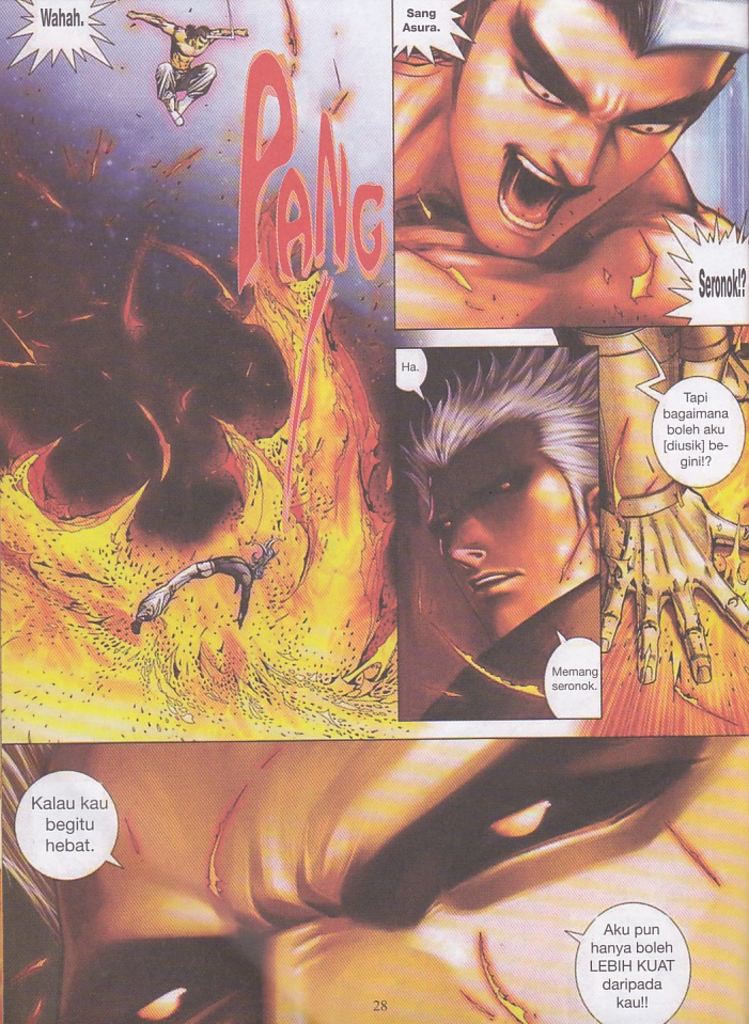 Wahah.
PANG
Sang
Asura.
Seronok!?
Ha.
Memang
seronok.
Tapi
bagaimana
boleh aku
[diusik] be-
gini!?
Kalau kau
begitu
hebat.
Aku pun
hanya boleh
LEBIH KUAT
daripada
kau!!
28